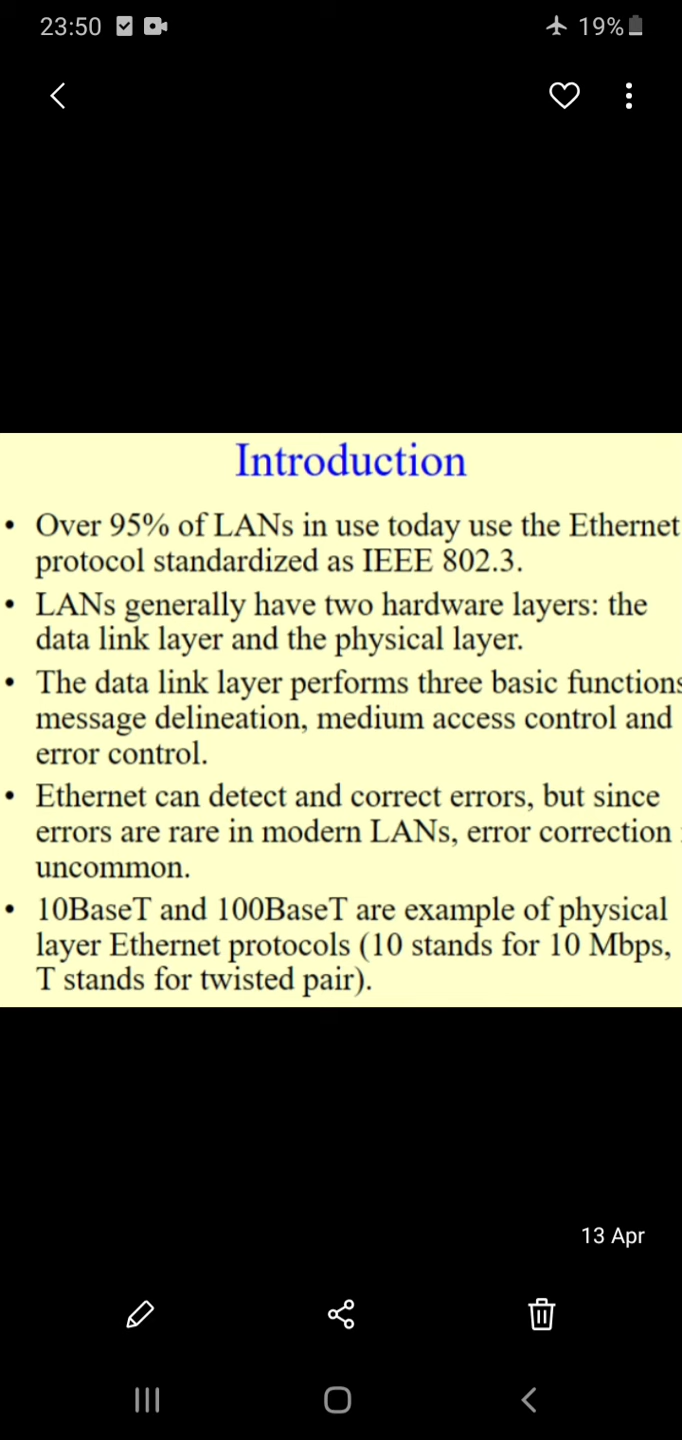 23:50 19%
Introduction
• Over 95% of LANs in use today use the Ethernet
protocol standardized as IEEE 802.3.
• LANs generally have two hardware layers: the
data link layer and the physical layer.
• The data link layer performs three basic functions
message delineation, medium access control and
error control.
• Ethernet can detect and correct errors, but since
errors are rare in modern LANs, error correction
uncommon.
• 10BaseT and 100BaseT are example of physical
layer Ethernet protocols (10 stands for 10 Mbps,
T stands for twisted pair).
13 Apr